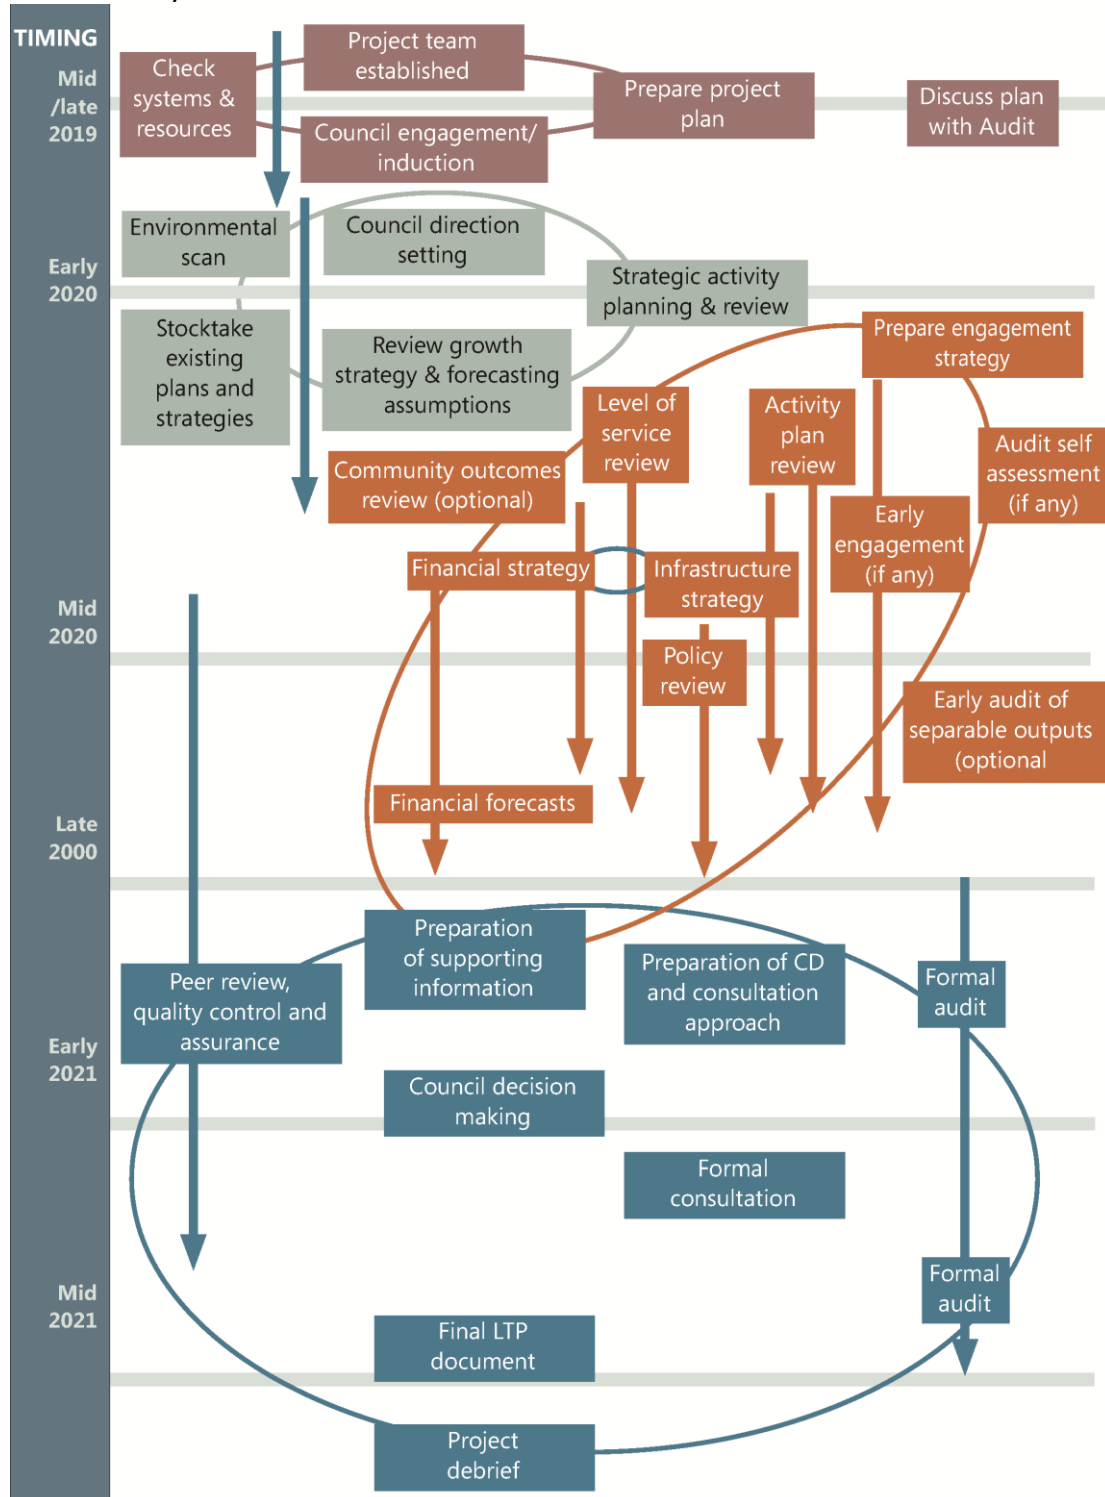 TIMING
Mid
/late
2019
Check
systems &
resources
Project team
established
Council engagement/
induction
Prepare project
plan
Discuss plan
with Audit
Early
2020
Environmental
scan
Council direction
setting
Strategic activity
planning & review
Stocktake
existing
plans and
strategies
Review growth
strategy & forecasting
assumptions
Prepare engagement
strategy
Level of
service
review
Activity
plan
review
Audit self
assessment
(if any)
Community outcomes
review (optional)
Early
engagement
(if any)
Financial strategy
Infrastructure
strategy
Mid
2020
Policy
review
Early audit of
separable outputs
(optional
Financial forecasts
Late
2000
Preparation
of supporting
information
Preparation of CD
and consultation
approach
Peer review,
quality control and
assurance
Formal
audit
Early
2021
Council decision
making
Formal
consultation
Formal
audit
Mid
2021
Final LTP
document
Project
debrief